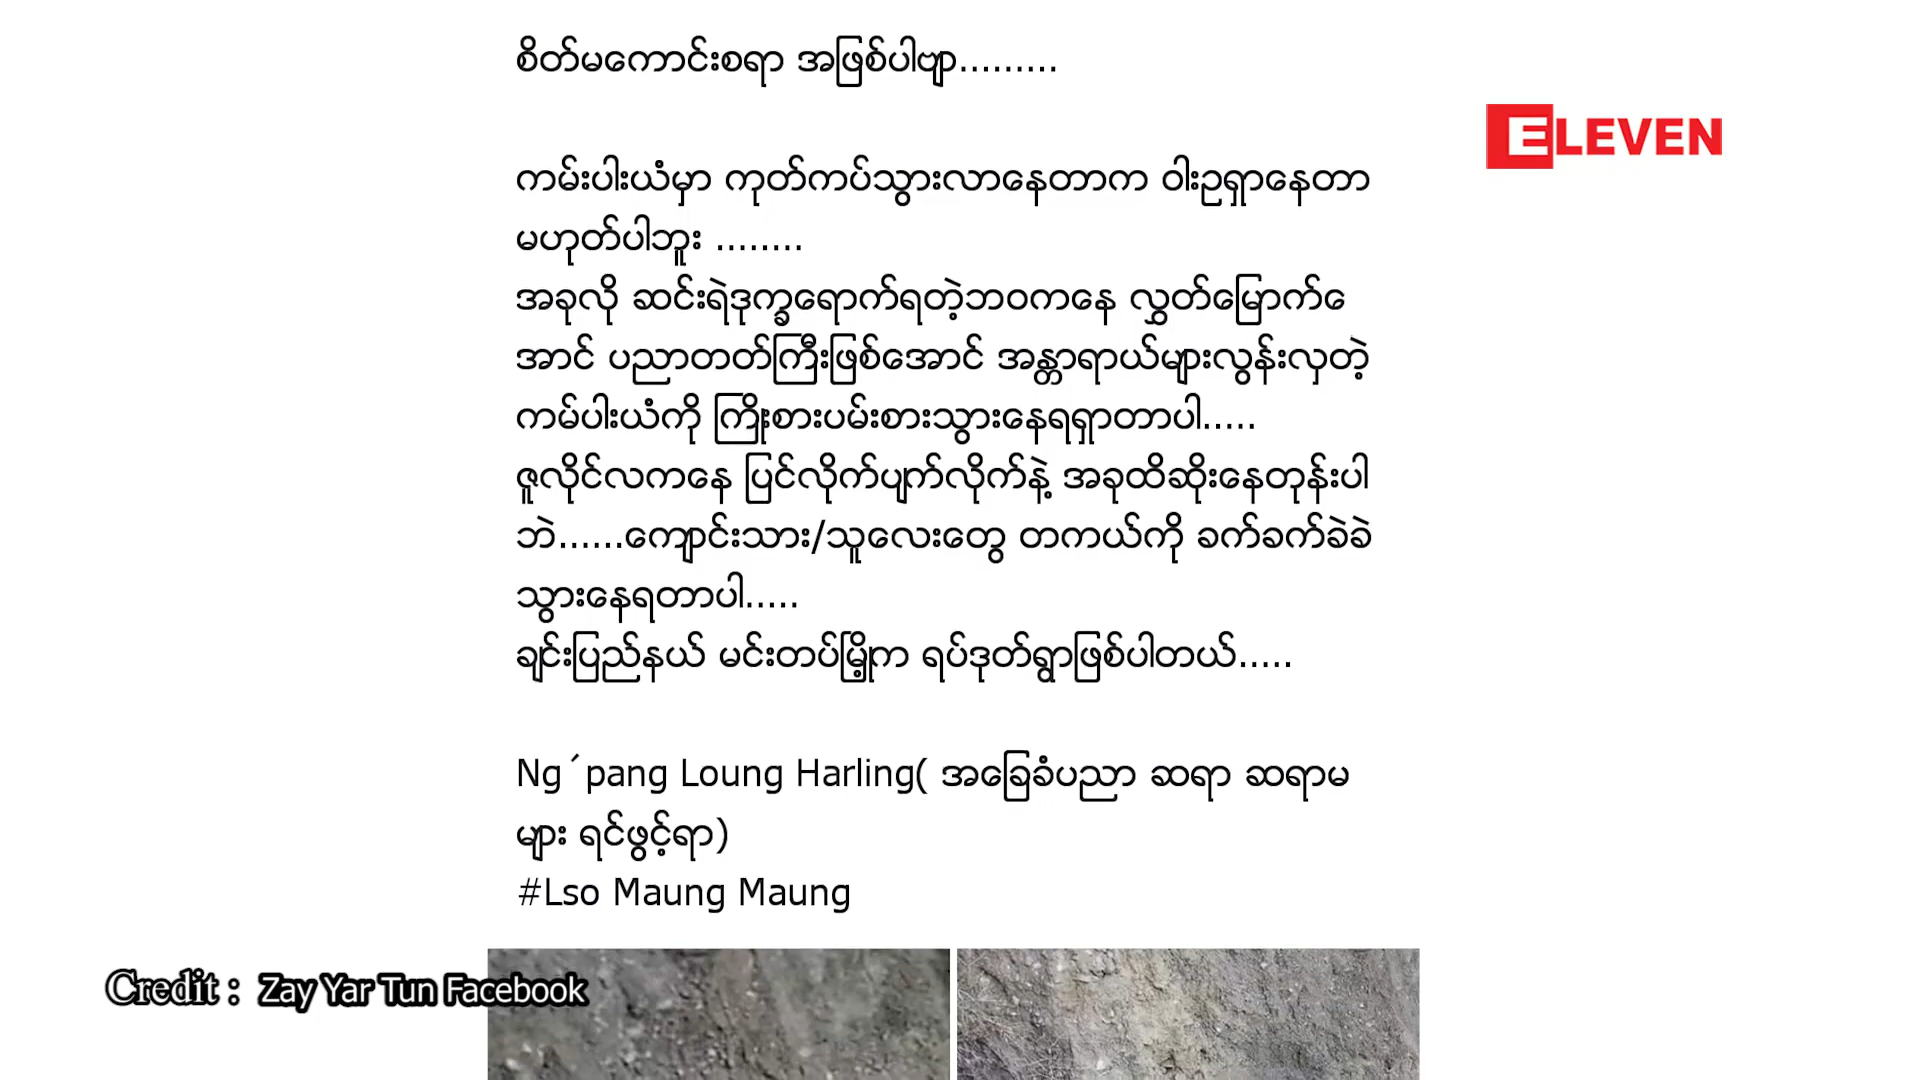 စိတ်မကောင်းစရာ အဖြစ်ပါဗျာ.........
ELEVEN
ကမ်းပါးယံမှာ ကုတ်ကပ်သွားလာနေတာက ဝါးဥရှာနေတာ
မဟုတ်ပါဘူး ........
အခုလို ဆင်းရဲဒုက္ခရောက်ရတဲ့ဘဝကနေ လွှတ်မြောက်အေ
အာင် ပညာတတ်ကြီးဖြစ်အောင် အန္တာရာယ်များလွန်းလှတဲ့
ကမ်ပါးယံကို ကြိုးစားပမ်းစားသွားနေရရှာတာပါ.....
ဇူလိုင်လကနေ ပြင်လိုက်ပျက်လိုက်နဲ့ အခုထိဆိုးနေတုန်းပါ
ဘဲ......ကျောင်းသား/သူလေးတွေ တကယ်ကို ခက်ခက်ခဲခဲ
သွားနေရတာပါ.....
ချင်းပြည်နယ် မင်းတပ်မြို့က ရပ်ဒုတ်ရွာဖြစ်ပါတယ်.....
Ng´pang Loung Harling( အခြေခံပညာ ဆရာ ဆရာမ
များ ရင်ဖွင့်ရာ)
#Lso Maung Maung
Credit : Zay Yar Tun Facebook